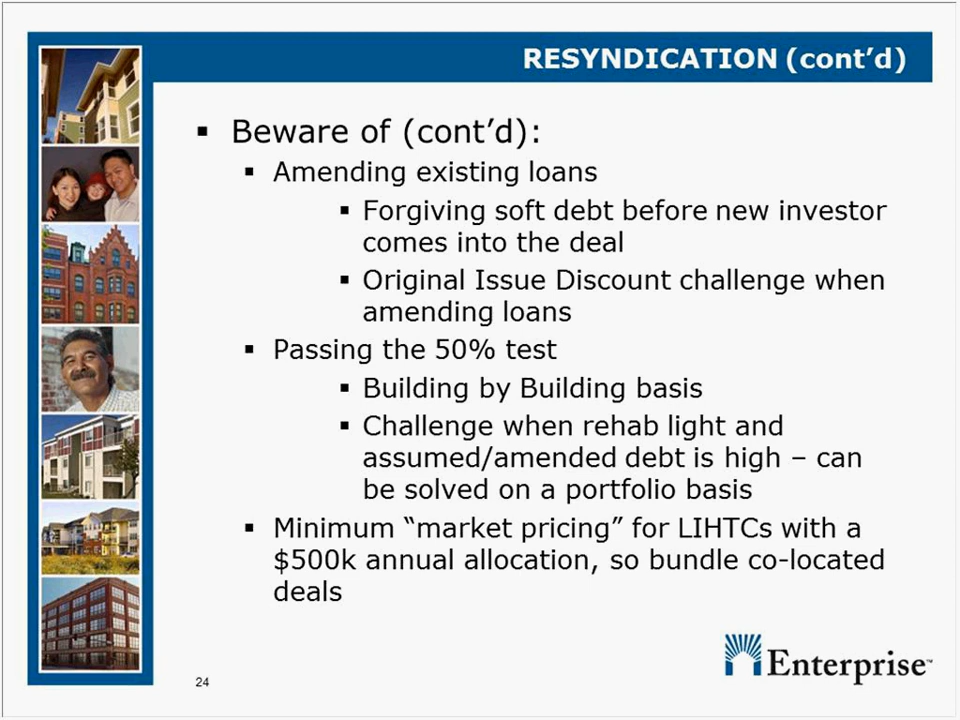 RESYNDICATION (cont’d)
▪ Beware of (cont’d):
▪ Amending existing loans
▪ Forgiving soft debt before new investor
comes into the deal
▪ Original Issue Discount challenge when
amending loans
▪ Passing the 50% test
▪ Building by Building basis
▪ Challenge when rehab light and
assumed/amended debt is high – can
be solved on a portfolio basis
▪ Minimum “market pricing” for LIHTCs with a
$500k annual allocation, so bundle co-located
deals
Enterprise™
24